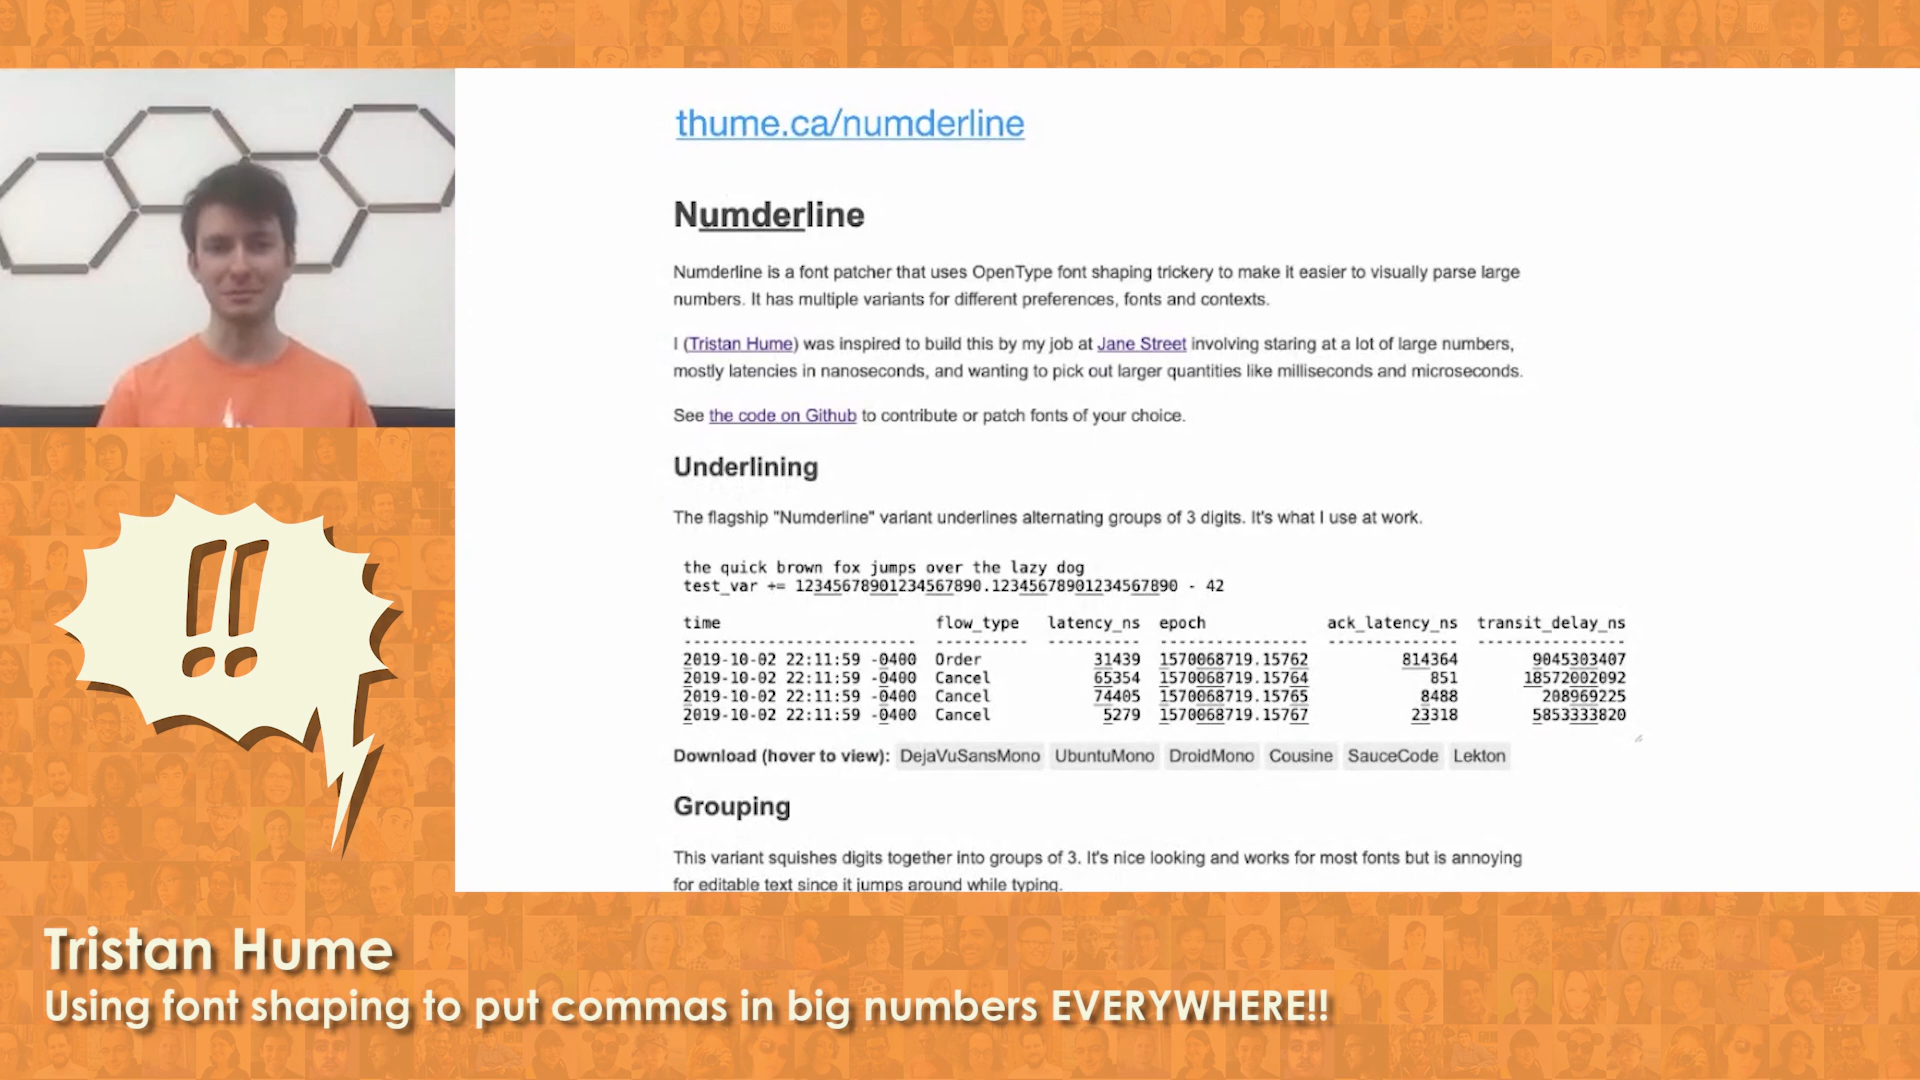 thume.ca/numderline
Numderline
Numderline is a font patcher that uses OpenType font shaping trickery to make it easier to visually parse large
numbers. It has multiple variants for different preferences, fonts and contexts.
I (Tristan Hume) was inspired to build this by my job at Jane Street involving staring at a lot of large numbers,
mostly latencies in nanoseconds, and wanting to pick out larger quantities like milliseconds and microseconds.
See the code on Github to contribute or patch fonts of your choice.
Underlining
The flagship "Numderline" variant underlines alternating groups of 3 digits. It's what I use at work.
the quick brown fox jumps over the lazy dog
test_var += 12345678901234567890.12345678901234567890 - 42
time flow_type latency_ns epoch ack_latency_ns transit_delay_ns
------------------------- ---------- ---------- ---------------- -------------- ----------------
2019-10-02 22:11:59 -0400 Order 31439 1570068719.15762 814364 9045303407
2019-10-02 22:11:59 -0400 Cancel 65354 1570068719.15764 851 18572002092
2019-10-02 22:11:59 -0400 Cancel 74405 1570068719.15765 8488 208969225
2019-10-02 22:11:59 -0400 Cancel 5279 1570068719.15767 23318 5853333820
Download (hover to view): DejaVuSansMono UbuntuMono DroidMono Cousine SauceCode Lekton
Grouping
This variant squishes digits together into groups of 3. It's nice looking and works for most fonts but is annoying
for editable text since it jumps around while typing.
!!
Tristan Hume
Using font shaping to put commas in big numbers EVERYWHERE!!